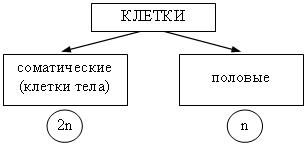 КЛЕТКИ
соматические
(клетки тела)
половые
2n
n